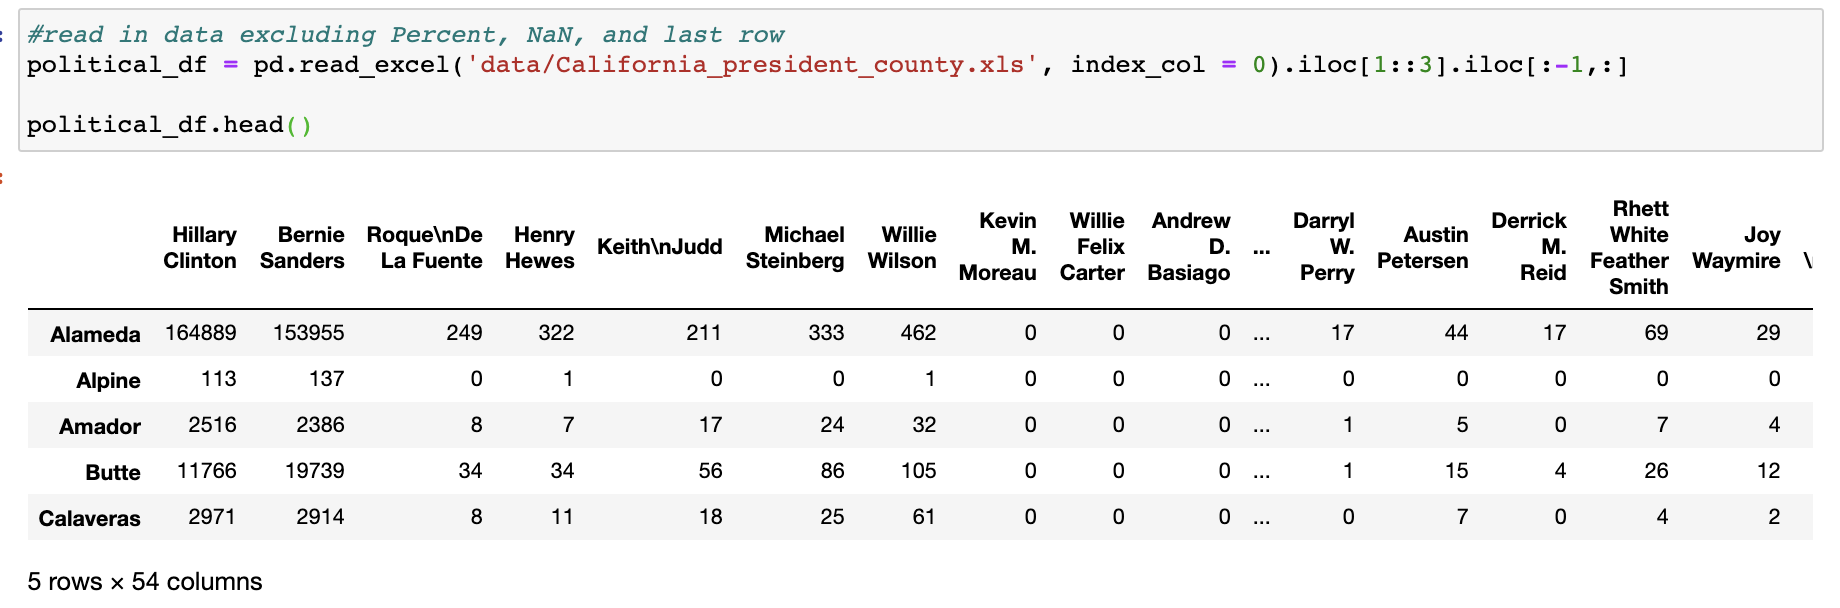 #read in data excluding Percent, NaN, and last row
political_df = pd.read_excel('data/California_president_county.xls', index_col = 0).iloc[1::3].iloc[:-1,:]
political_df.head()
Hillary Clinton Bernie Sanders Roque\nDe La Fuente Henry Hewes Keith\nJudd Michael Steinberg Willie Wilson Kevin M. Moreau Willie Felix Carter Andrew D. Basiago ... Darryl W. Perry Austin Petersen Derrick M. Reid Rhett White Feather Smith Joy Waymire
Alameda 164889 153955 249 322 211 333 462 0 0 0 ... 17 44 17 69 29
Alpine 113 137 0 1 0 0 1 0 0 0 ... 0 0 0 0 0
Amador 2516 2386 8 7 17 24 32 0 0 0 ... 1 5 0 7 4
Butte 11766 19739 34 34 56 86 105 0 0 0 ... 1 15 4 26 12
Calaveras 2971 2914 8 11 18 25 61 0 0 0 ... 0 7 0 4 2
5 rows × 54 columns